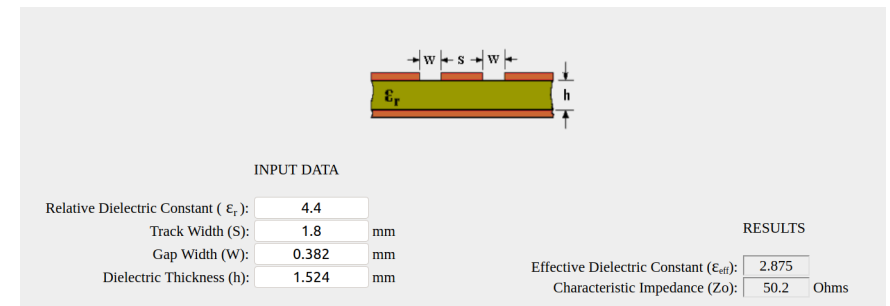 W S W
εr h
INPUT DATA
Relative Dielectric Constant ( εr): 4.4
Track Width (S): 1.8 mm
RESULTS
Gap Width (W): 0.382 mm
Effective Dielectric Constant (εeff): 2.875
Dielectric Thickness (h): 1.524 mm
Characteristic Impedance (Zo): 50.2 Ohms